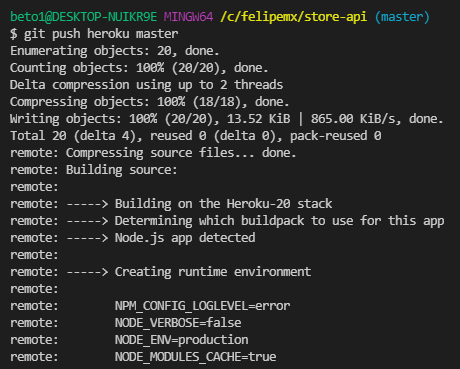 beto1@DESKTOP-NUIKR9E MINGW64 /c/felipemx/store-api (master)
$ git push heroku master
Enumerating objects: 20, done.
Counting objects: 100% (20/20), done.
Delta compression using up to 2 threads
Compressing objects: 100% (18/18), done.
Writing objects: 100% (20/20), 13.52 KiB | 865.00 KiB/s, done.
Total 20 (delta 4), reused 0 (delta 0), pack-reused 0
remote: Compressing source files... done.
remote: Building source:
remote:
remote: -----> Building on the Heroku-20 stack
remote: -----> Determining which buildpack to use for this app
remote: -----> Node.js app detected
remote:
remote: -----> Creating runtime environment
remote:
remote:        NPM_CONFIG_LOGLEVEL=error
remote:        NODE_VERBOSE=false
remote:        NODE_ENV=production
remote:        NODE_MODULES_CACHE=true